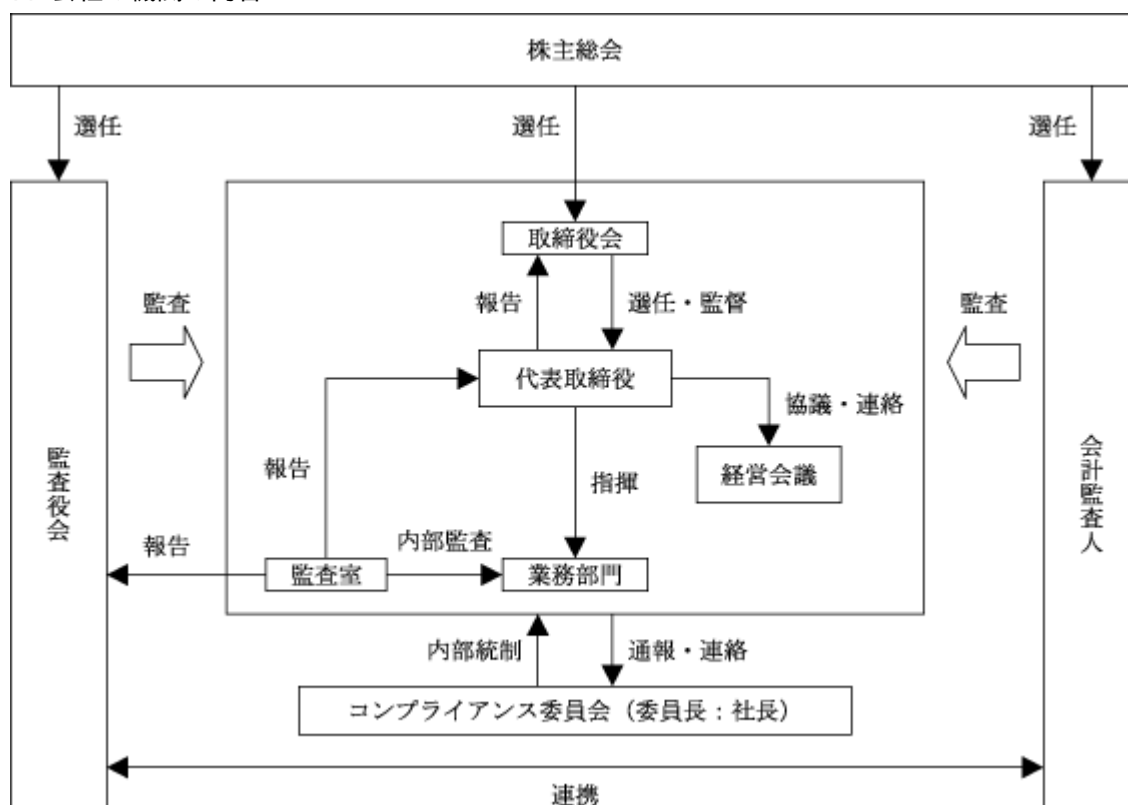 株主総会
選任
選任
選任
取締役会
監査
報告
選任・監督
監査
代表取締役
協議・連絡
監査役会
報告
指揮
経営会議
会計監査人
報告
内部監査
監査室
業務部門
内部統制
通報・連絡
コンプライアンス委員会(委員長:社長)
連携